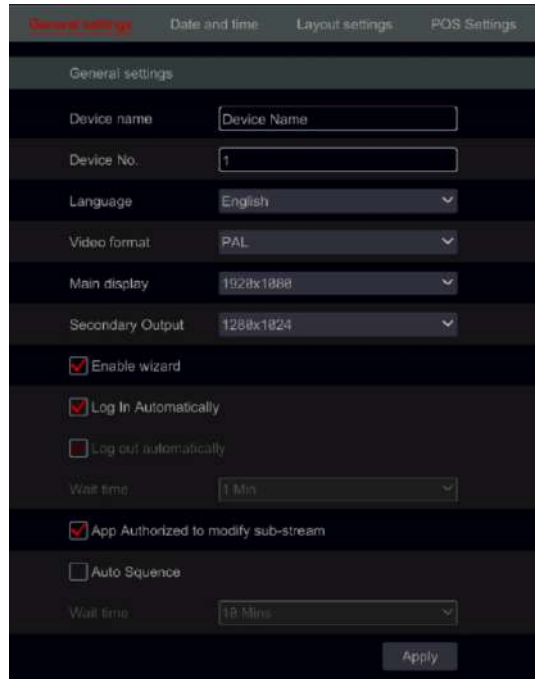 General settings Date and time Layout settings POS Settings
General settings
Device name Device Name
Device No. 1
Language English
Video format PAL
Main display 1920x1080
Secondary Output 1280x1024
Enable wizard
Log In Automatically
Log out automatically
Wait time 1 Min
App Authorized to modify sub-stream
Auto Squence
Wait time 10 Mins
Apply